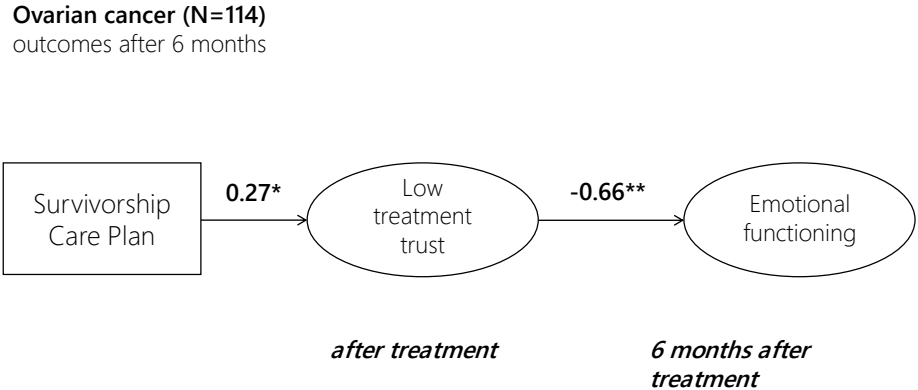 Ovarian cancer (N=114)
outcomes after 6 months
Survivorship
Care Plan
0.27*
Low
treatment
trust
-0.66**
Emotional
functioning
after treatment
6 months after
treatment